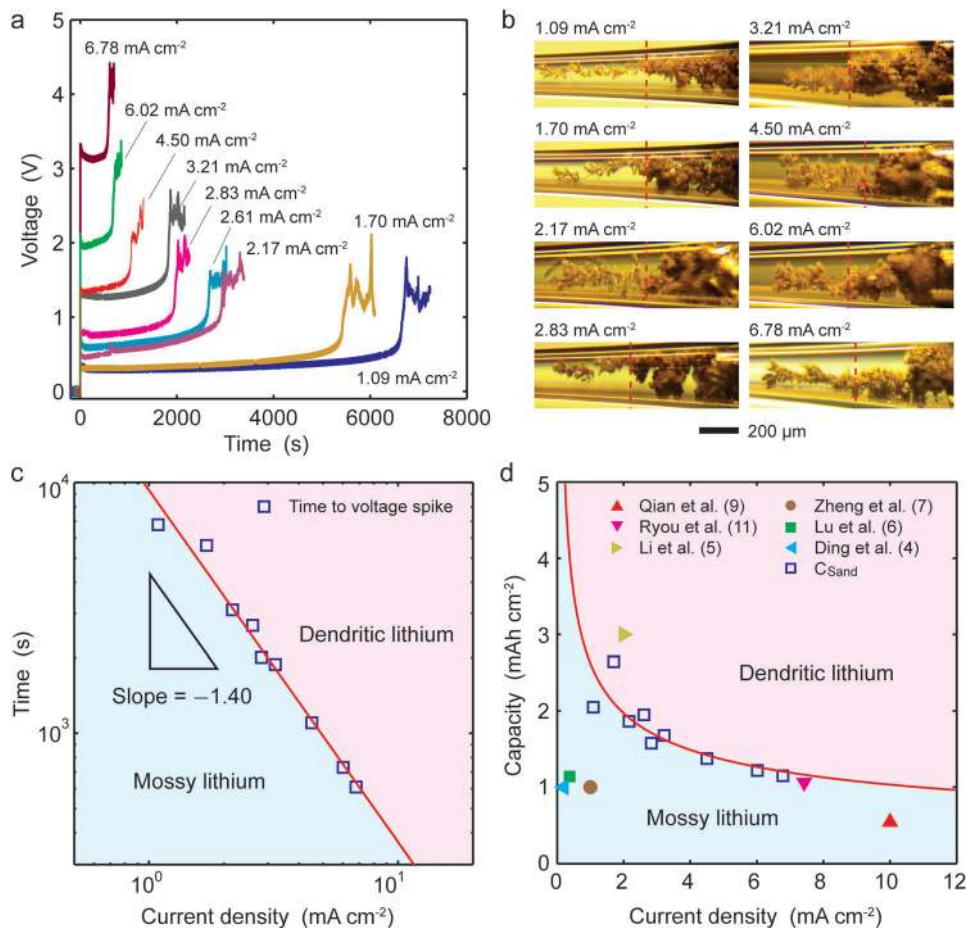 a
5
4
3
2
1
0
Voltage (V)
0
2000
4000
6000
8000
Time (s)
6.78 mA cm⁻²
6.02 mA cm⁻²
4.50 mA cm⁻²
3.21 mA cm⁻²
2.83 mA cm⁻²
2.61 mA cm⁻²
2.17 mA cm⁻²
1.70 mA cm⁻²
1.09 mA cm⁻²
b
1.09 mA cm⁻²
3.21 mA cm⁻²
1.70 mA cm⁻²
4.50 mA cm⁻²
2.17 mA cm⁻²
6.02 mA cm⁻²
2.83 mA cm⁻²
6.78 mA cm⁻²
200 μm
c
10⁴
10³
Time (s)
Time to voltage spike
Dendritic lithium
Slope = −1.40
Mossy lithium
10⁰
10¹
Current density (mA cm⁻²)
d
5
4
3
2
1
0
Capacity (mAh cm⁻²)
Qian et al. (9)
Ryou et al. (11)
Li et al. (5)
Zheng et al. (7)
Lu et al. (6)
Ding et al. (4)
C_Sand
Dendritic lithium
Mossy lithium
0
2
4
6
8
10
12
Current density (mA cm⁻²)